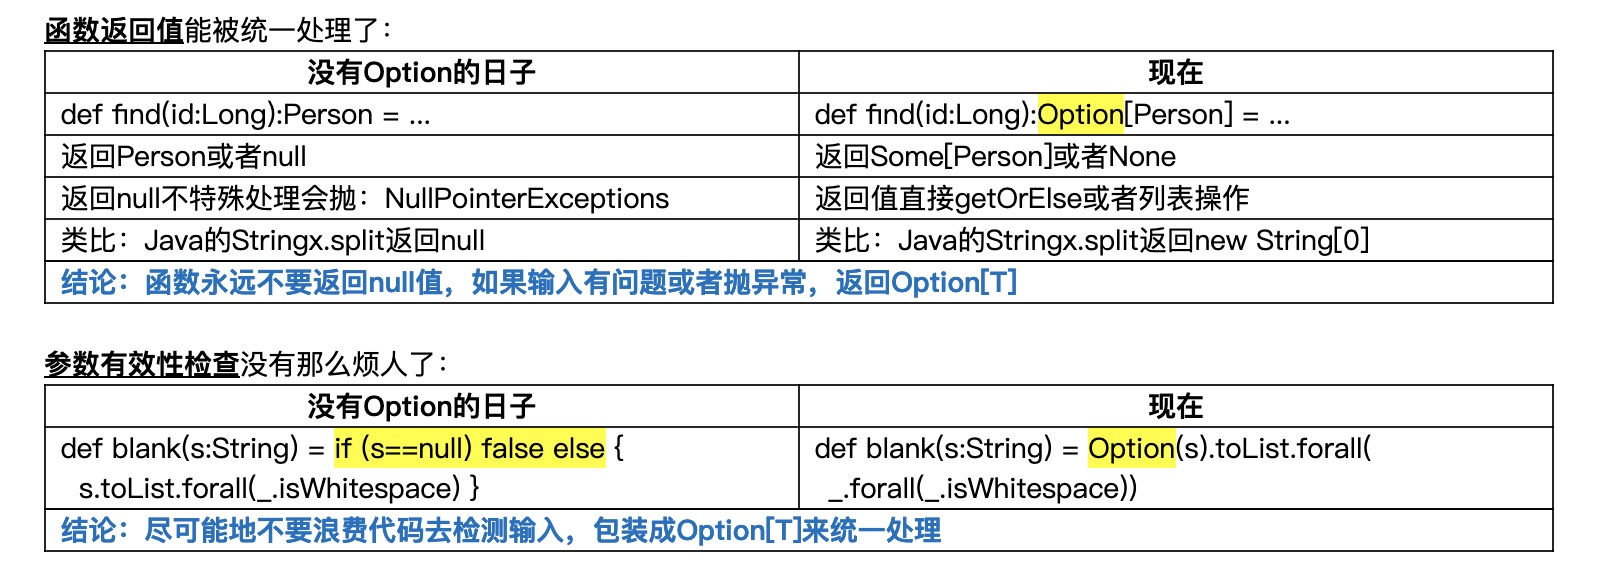 函数返回值能被统一处理了：
没有Option的日子 现在
def find(id:Long):Person = ... def find(id:Long):Option[Person] = ...
返回Person或者null 返回Some[Person]或者None
返回null不特殊处理会抛：NullPointerExceptions 返回值直接getOrElse或者列表操作
类比：Java的Stringx.split返回null 类比：Java的Stringx.split返回new String[0]
结论：函数永远不要返回null值，如果输入有问题或者抛异常，返回Option[T]
参数有效性检查没有那么烦人了：
没有Option的日子 现在
def blank(s:String) = if (s==null) false else { def blank(s:String) = Option(s).toList.forall(
s.toList.forall(_.isWhitespace) } _.forall(_.isWhitespace))
结论：尽可能地不要浪费代码去检测输入，包装成Option[T]来统一处理